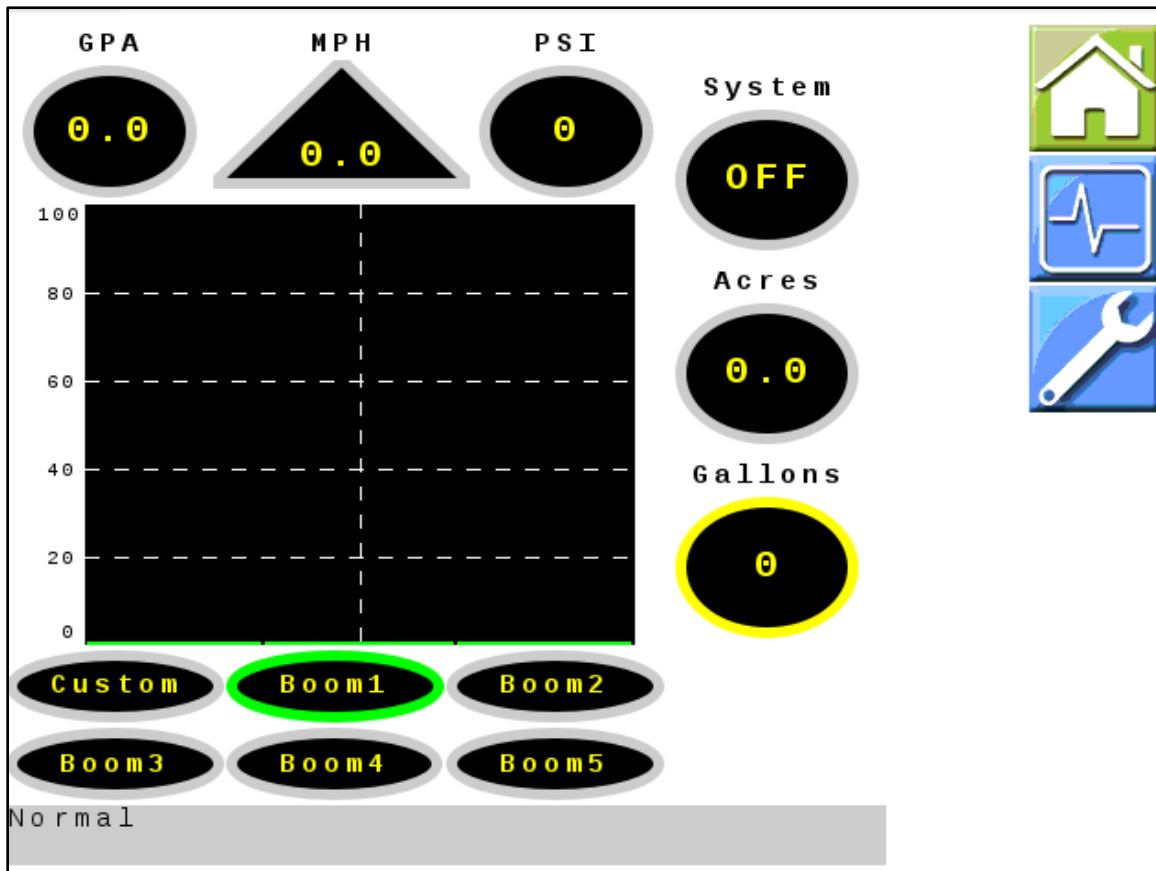 GPA MPH PSI
0.0 0.0 0
System
OFF
Acres
0.0
Gallons
0
100
80
60
40
20
0
Custom Boom1 Boom2
Boom3 Boom4 Boom5
Normal